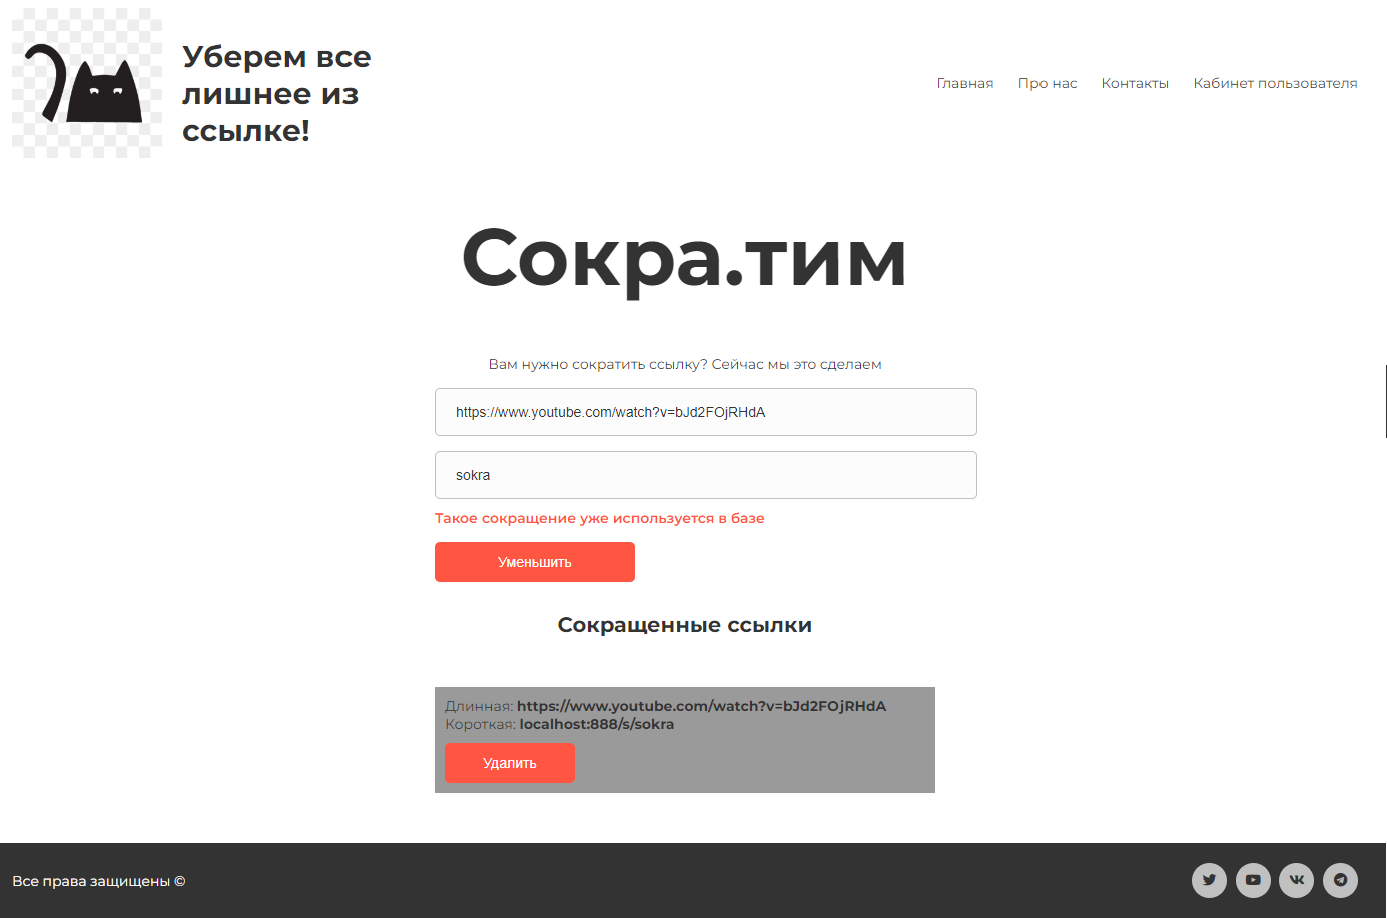 Уберем все
лишнее из
ссылке!
Главная Про нас Контакты Кабинет пользователя
Сокра.тим
Вам нужно сократить ссылку? Сейчас мы это сделаем
https://www.youtube.com/watch?v=bJd2FOjRHdA
sokra
Такое сокращение уже используется в базе
Уменьшить
Сокращенные ссылки
Длинная: https://www.youtube.com/watch?v=bJd2FOjRHdA
Короткая: localhost:888/s/sokra
Удалить
Все права защищены ©